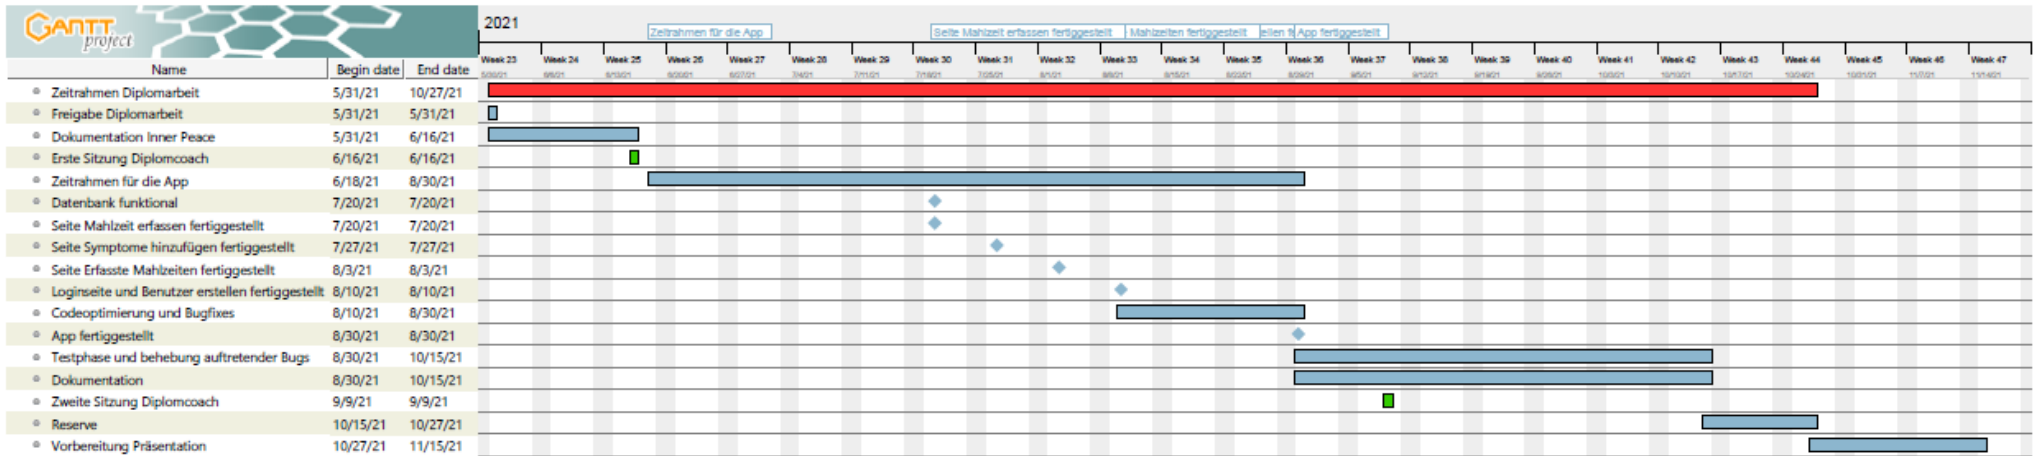 GANTT project
2021
Zeitrahmen für die App
Seite Mahlzeit erfassen fertiggestellt
Mahlzeiten fertiggestellt
App fertiggestellt
Name Begin date End date
Week 23 Week 24 Week 25 Week 26 Week 27 Week 28 Week 29 Week 30 Week 31 Week 32 Week 33 Week 34 Week 35 Week 36 Week 37 Week 38 Week 39 Week 40 Week 41 Week 42 Week 43 Week 44 Week 45 Week 46 Week 47
Zeitrahmen Diplomarbeit 5/31/21 10/27/21
Freigabe Diplomarbeit 5/31/21 5/31/21
Dokumentation Inner Peace 5/31/21 6/16/21
Erste Sitzung Diplomcoach 6/16/21 6/16/21
Zeitrahmen für die App 6/18/21 8/30/21
Datenbank funktional 7/20/21 7/20/21
Seite Mahlzeit erfassen fertiggestellt 7/20/21 7/20/21
Seite Symptome hinzufügen fertiggestellt 7/27/21 7/27/21
Seite Erfasste Mahlzeiten fertiggestellt 8/3/21 8/3/21
Loginseite und Benutzer erstellen fertiggestellt 8/10/21 8/10/21
Codeoptimierung und Bugfixes 8/10/21 8/30/21
App fertiggestellt 8/30/21 8/30/21
Testphase und behebung auftretender Bugs 8/30/21 10/15/21
Dokumentation 8/30/21 10/15/21
Zweite Sitzung Diplomcoach 9/9/21 9/9/21
Reserve 10/15/21 10/27/21
Vorbereitung Präsentation 10/27/21 11/15/21